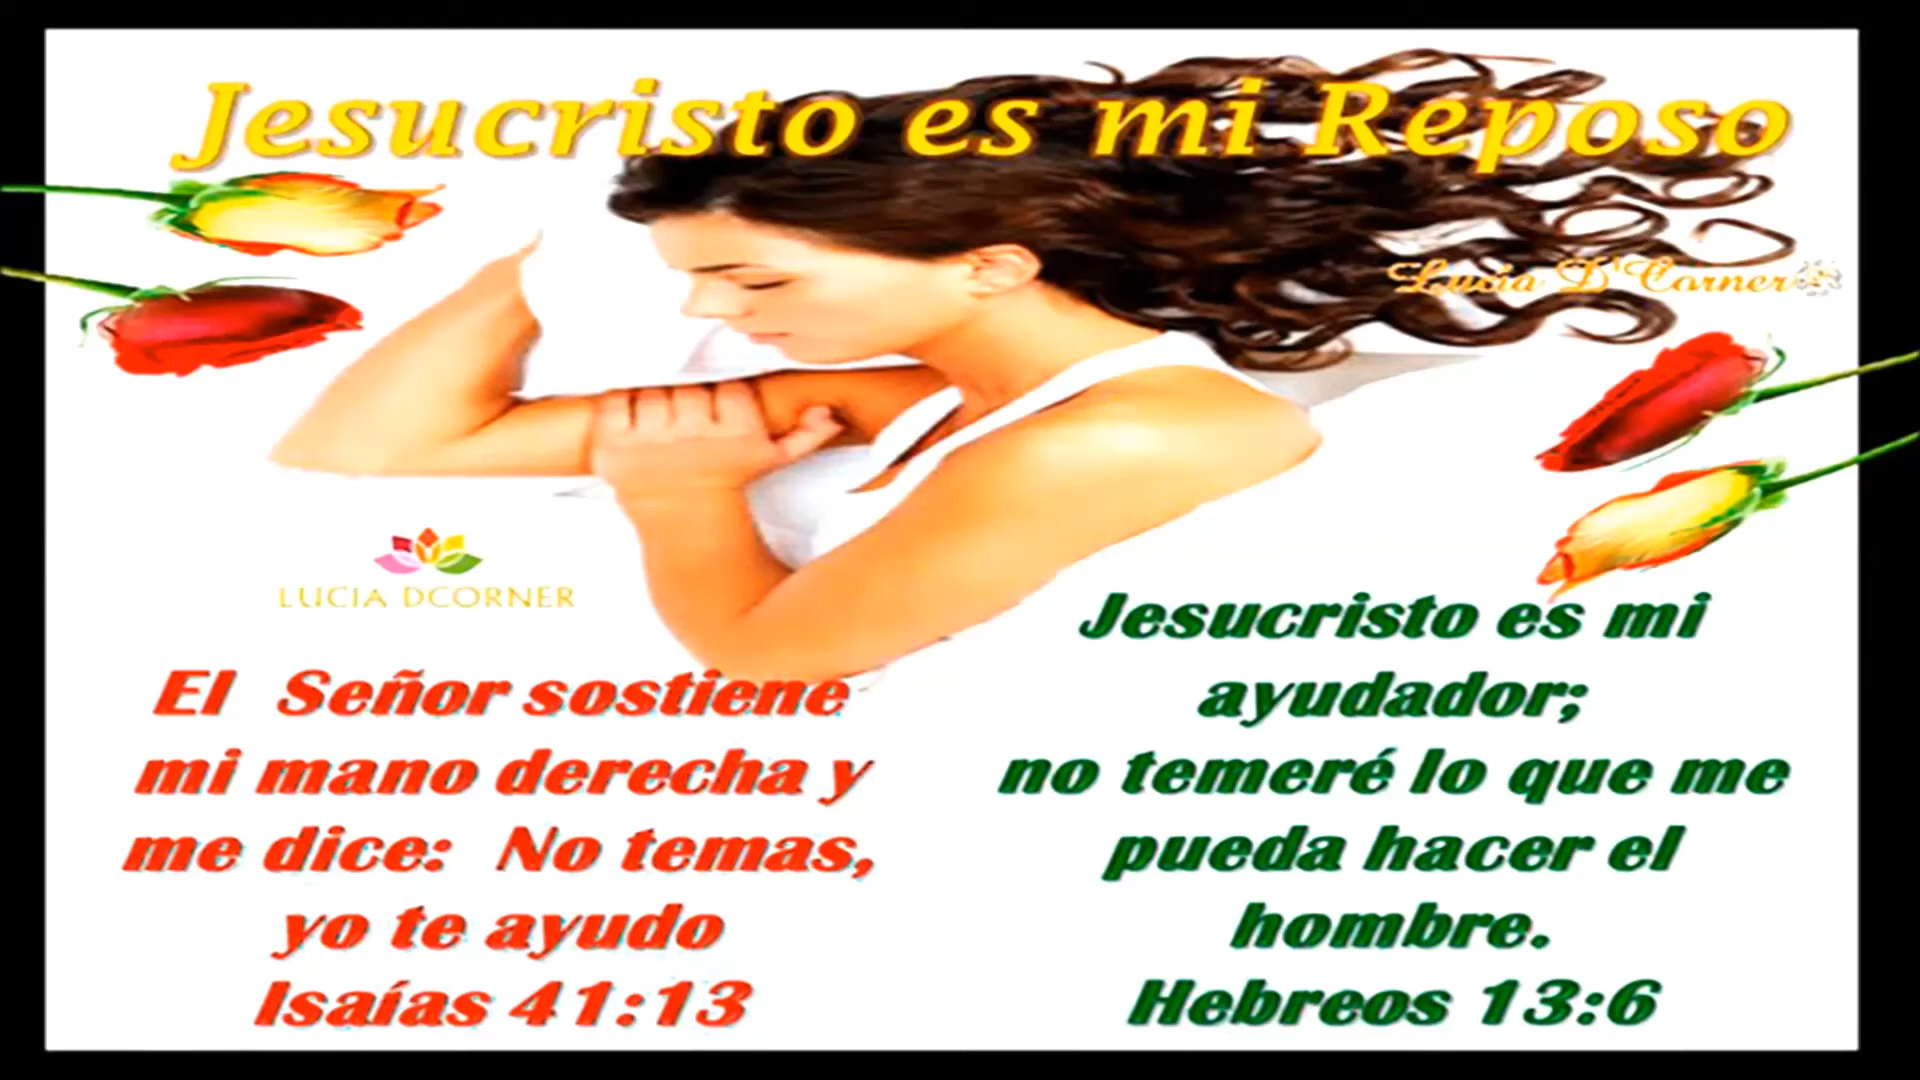 Jesucristo es mi Reposo
Lucia D'Corner
LUCIA DCORNER
El Señor sostiene
mi mano derecha y
me dice: No temas,
yo te ayudo
Isaías 41:13
Jesucristo es mi
ayudador;
no temeré lo que me
pueda hacer el
hombre.
Hebreos 13:6